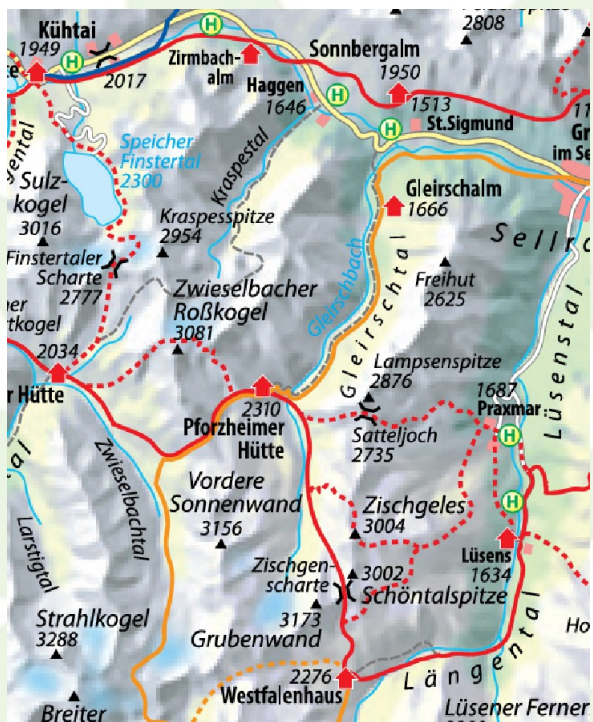 2808
Kühtai
1949
2017
Zirmbach-
alm
Sonnbergalm
1950
Haggen
1646
1513
St.Sigmund
im Se
Speicher
Finstertal
2300
Kraspestal
Gleirschalm
1666
Sulz-
kogel
3016
Kraspesspitze
2954
Finstertaler
Scharte
2777
Gleirschbach
Gleirschtal
Freihut
2625
Sellra
Zwieselbacher
Roßkogel
3081
2034
r Hütte
Lampsenspitze
2876
1687
Praxmar
Lüsenstal
2310
Pforzheimer
Hütte
Satteljoch
2735
Zwieselbachtal
Vordere
Sonnenwand
3156
Zischgeles
3004
Larstigtal
Zischgen-
scharte
3002
Schöntalspitze
Lüsens
1634
Strahlkogel
3288
3173
Grubenwand
2276
Westfalenhaus
Längental
Breiter
Lüsener Ferner
H
H
H
H
H
H